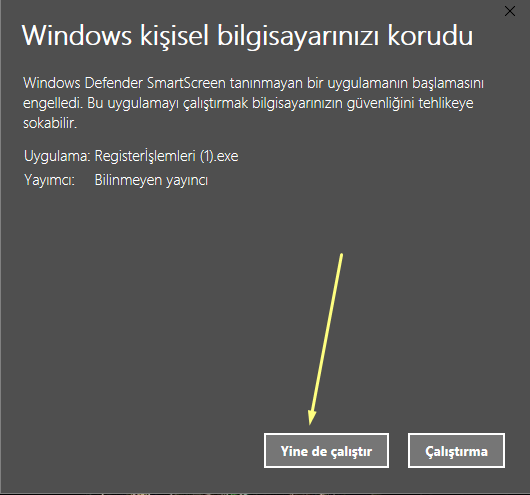 Windows kişisel bilgisayarınızı korudu
Windows Defender SmartScreen tanınmayan bir uygulamanın başlamasını
engelledi. Bu uygulamayı çalıştırmak bilgisayarınızın güvenliğini tehlikeye
sokabilir.
Uygulama: Registerİşlemleri (1).exe
Yayımcı: Bilinmeyen yayıncı
Yine de çalıştır Çalıştırma